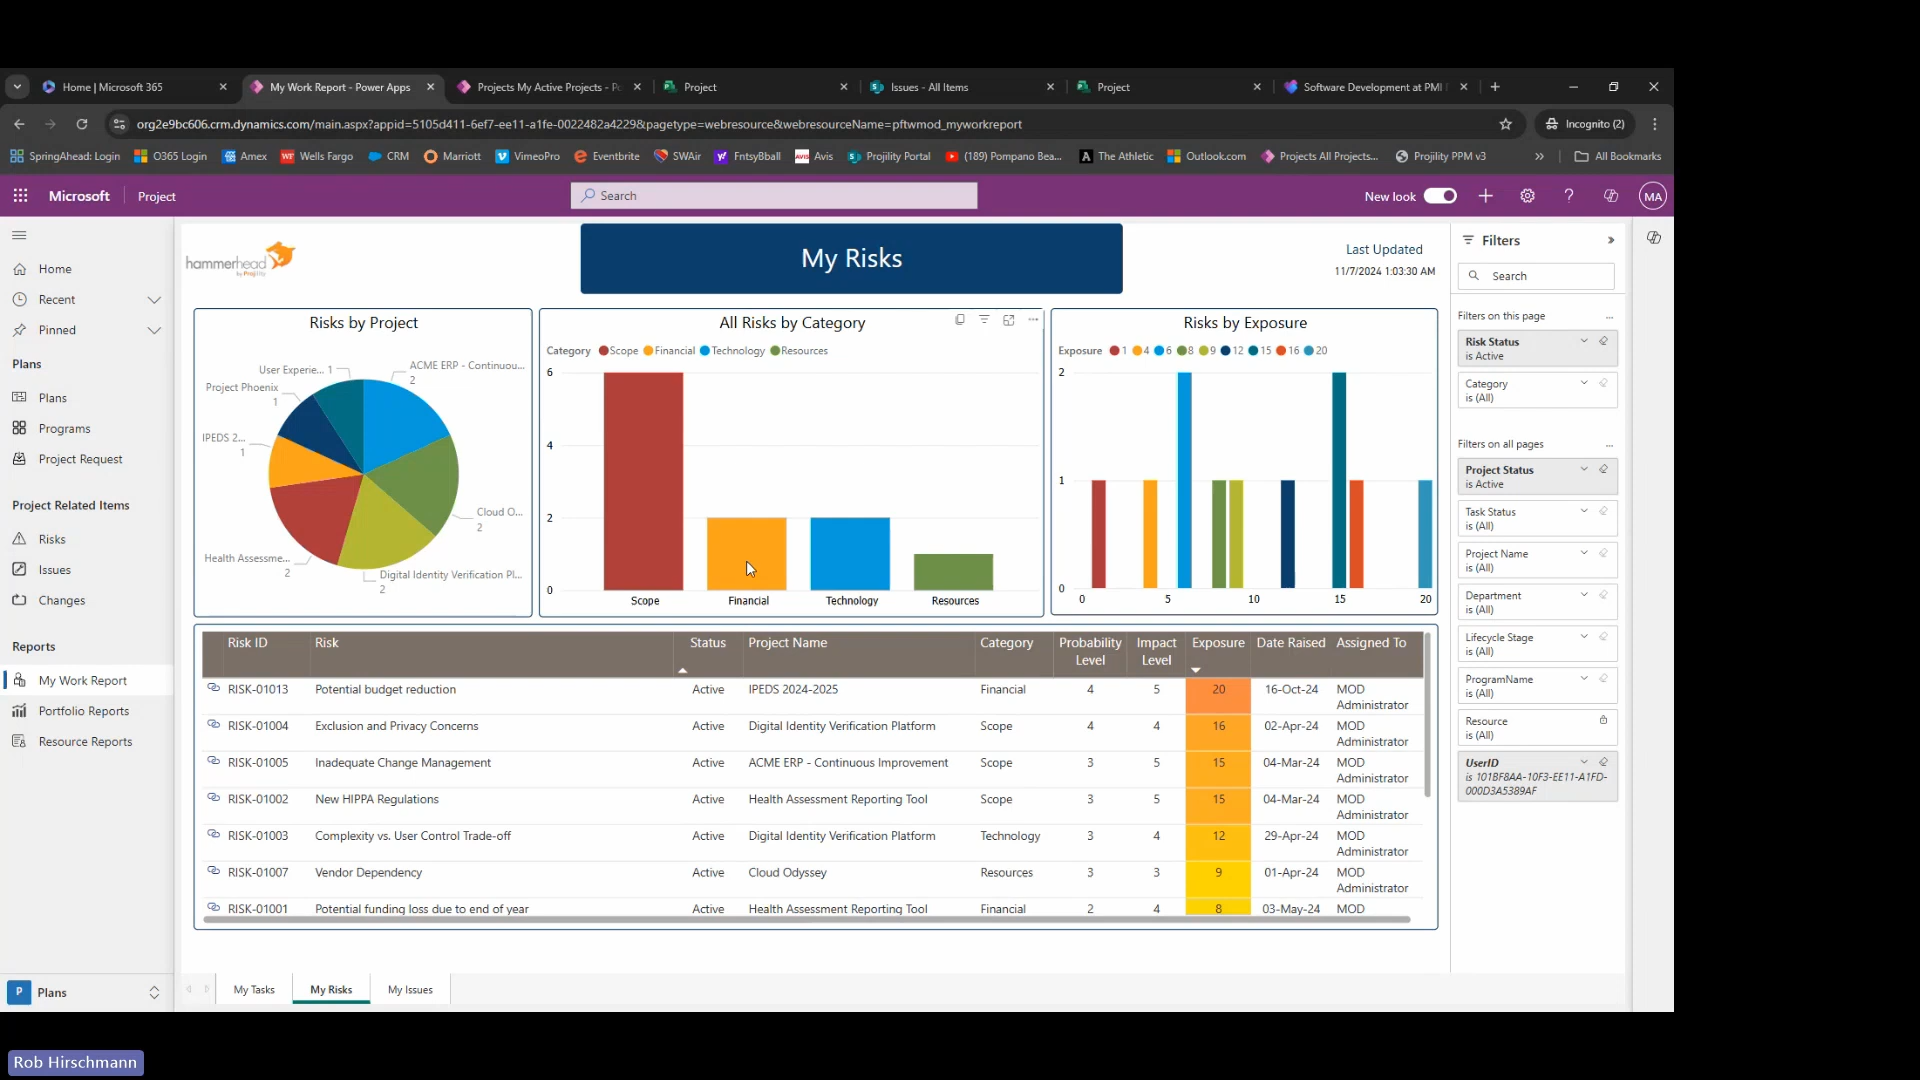 Home | Microsoft 365
My Work Report - Power Apps
Projects My Active Projects - Po
Project
Issues - All Items
Project
Software Development at PMI
org2e9bc606.crm.dynamics.com/main.aspx?appid=5105d411-6ef7-ee11-a1fe-0022482a4229&pagetype=webresource&webresourceName=pftwmod_myworkreport
Incognito (2)
SpringAhead: Login
O365 Login
Amex
Wells Fargo
CRM
Marriott
VimeoPro
Eventbrite
SWAir
FntsyBball
Avis
Projility Portal
(189) Pompano Bea...
The Athletic
Outlook.com
Projects All Projects...
Projility PPM v3
»
All Bookmarks
Microsoft
Project
Search
New look
MA
Home
Recent
Pinned
Plans
Plans
Programs
Project Request
Project Related Items
Risks
Issues
Changes
Reports
My Work Report
Portfolio Reports
Resource Reports
P Plans
hammerhead
by Projility
My Risks
Last Updated
11/7/2024 1:03:30 AM
Risks by Project
User Experie... 1
ACME ERP - Continuou...
2
Project Phoenix
1
IPEDS 2...
1
Cloud O...
2
Health Assessme...
2
Digital Identity Verification Pl...
2
All Risks by Category
Category Scope Financial Technology Resources
6
4
2
0
Scope Financial Technology Resources
Risks by Exposure
Exposure 1 4 6 8 9 12 15 16 20
2
1
0
0 5 10 15 20
Risk ID Risk Status Project Name Category Probability Level Impact Level Exposure Date Raised Assigned To
RISK-01013 Potential budget reduction Active IPEDS 2024-2025 Financial 4 5 20 16-Oct-24 MOD Administrator
RISK-01004 Exclusion and Privacy Concerns Active Digital Identity Verification Platform Scope 4 4 16 02-Apr-24 MOD Administrator
RISK-01005 Inadequate Change Management Active ACME ERP - Continuous Improvement Scope 3 5 15 04-Mar-24 MOD Administrator
RISK-01002 New HIPPA Regulations Active Health Assessment Reporting Tool Scope 3 5 15 04-Mar-24 MOD Administrator
RISK-01003 Complexity vs. User Control Trade-off Active Digital Identity Verification Platform Technology 3 4 12 29-Apr-24 MOD Administrator
RISK-01007 Vendor Dependency Active Cloud Odyssey Resources 3 3 9 01-Apr-24 MOD Administrator
RISK-01001 Potential funding loss due to end of year Active Health Assessment Reporting Tool Financial 2 4 8 03-May-24 MOD
My Tasks
My Risks
My Issues
Filters
Search
Filters on this page
Risk Status
is Active
Category
is (All)
Filters on all pages
Project Status
is Active
Task Status
is (All)
Project Name
is (All)
Department
is (All)
Lifecycle Stage
is (All)
ProgramName
is (All)
Resource
is (All)
UserID
is 101BF8AA-10F3-EE11-A1FD-
000D3A5389AF
Rob Hirschmann